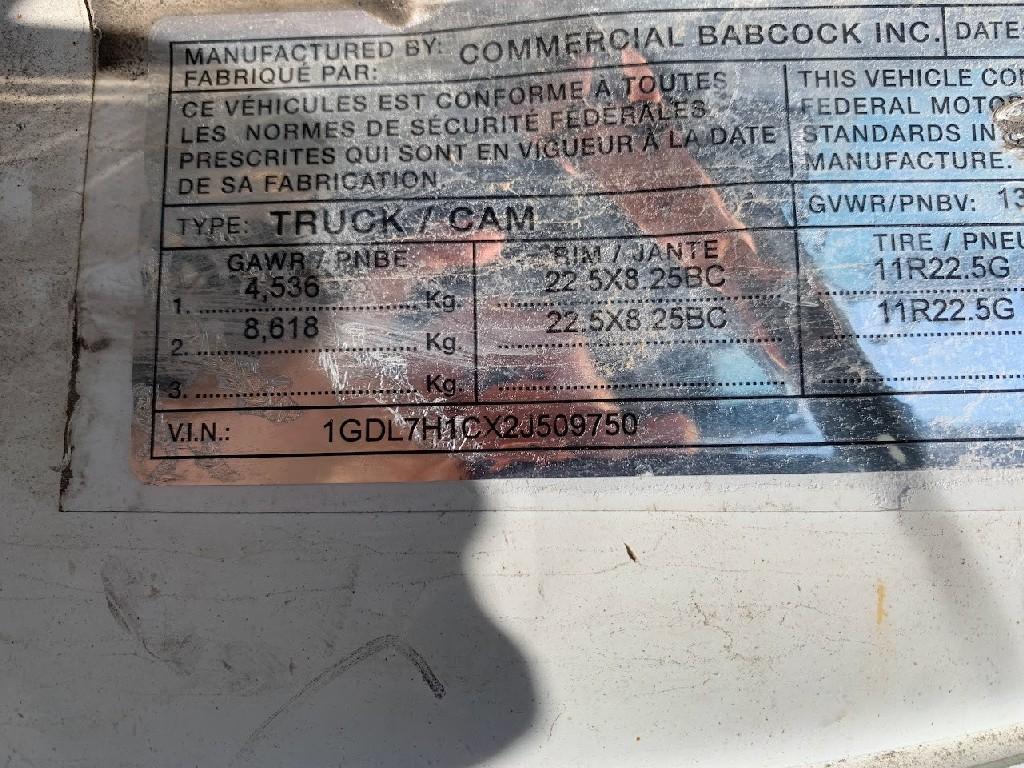 MANUFACTURED BY: COMMERCIAL BABCOCK INC. DATE:
FABRIQUÉ PAR:
CE VÉHICULES EST CONFORME À TOUTES
LES NORMES DE SÉCURITÉ FÉDÉRALES
PRESCRITES QUI SONT EN VIGUEUR À LA DATE
DE SA FABRICATION.
THIS VEHICLE CO
FEDERAL MOTO
STANDARDS IN
MANUFACTURE.
TYPE: TRUCK / CAM GVWR/PNBV: 13
GAWR / PNBE RIM / JANTE TIRE / PNEU
1. 4,536 Kg. 22.5X8.25BC 11R22.5G
2. 8,618 Kg. 22.5X8.25BC 11R22.5G
3. Kg.
V.I.N.: 1GDL7H1CX2J509750